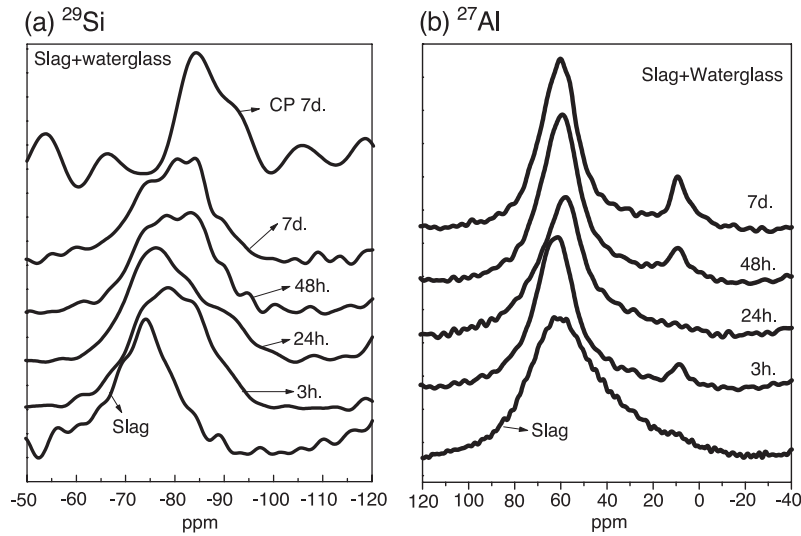 (a) ²⁹Si
Slag+waterglass
CP 7d.
7d.
48h.
24h.
3h.
Slag
-50 -60 -70 -80 -90 -100 -110 -120
ppm
(b) ²⁷Al
Slag+Waterglass
7d.
48h.
24h.
3h.
Slag
120 100 80 60 40 20 0 -20 -40
ppm